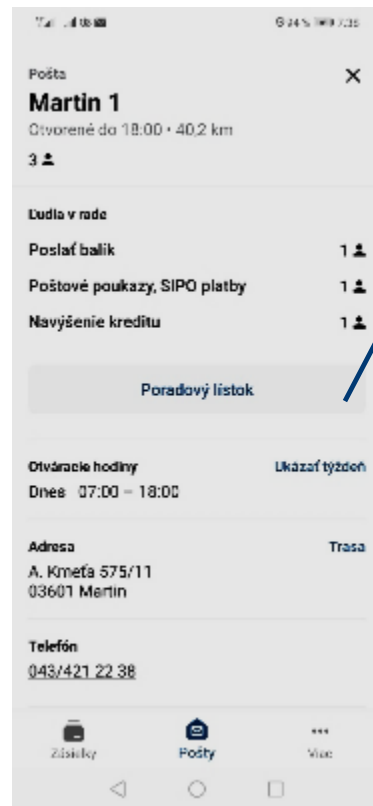 Pošta
Martin 1
Otvorené do 18:00 • 40,2 km
3
Ľudia v rade
Poslať balík 1
Poštové poukazy, SIPO platby 1
Navýšenie kreditu 1
Poradový lístok
Otváracie hodiny Ukázať týždeň
Dnes 07:00 – 18:00
Adresa Trasa
A. Kmeťa 575/11
03601 Martin
Telefón
043/421 22 38
Zásielky Pošty Viac